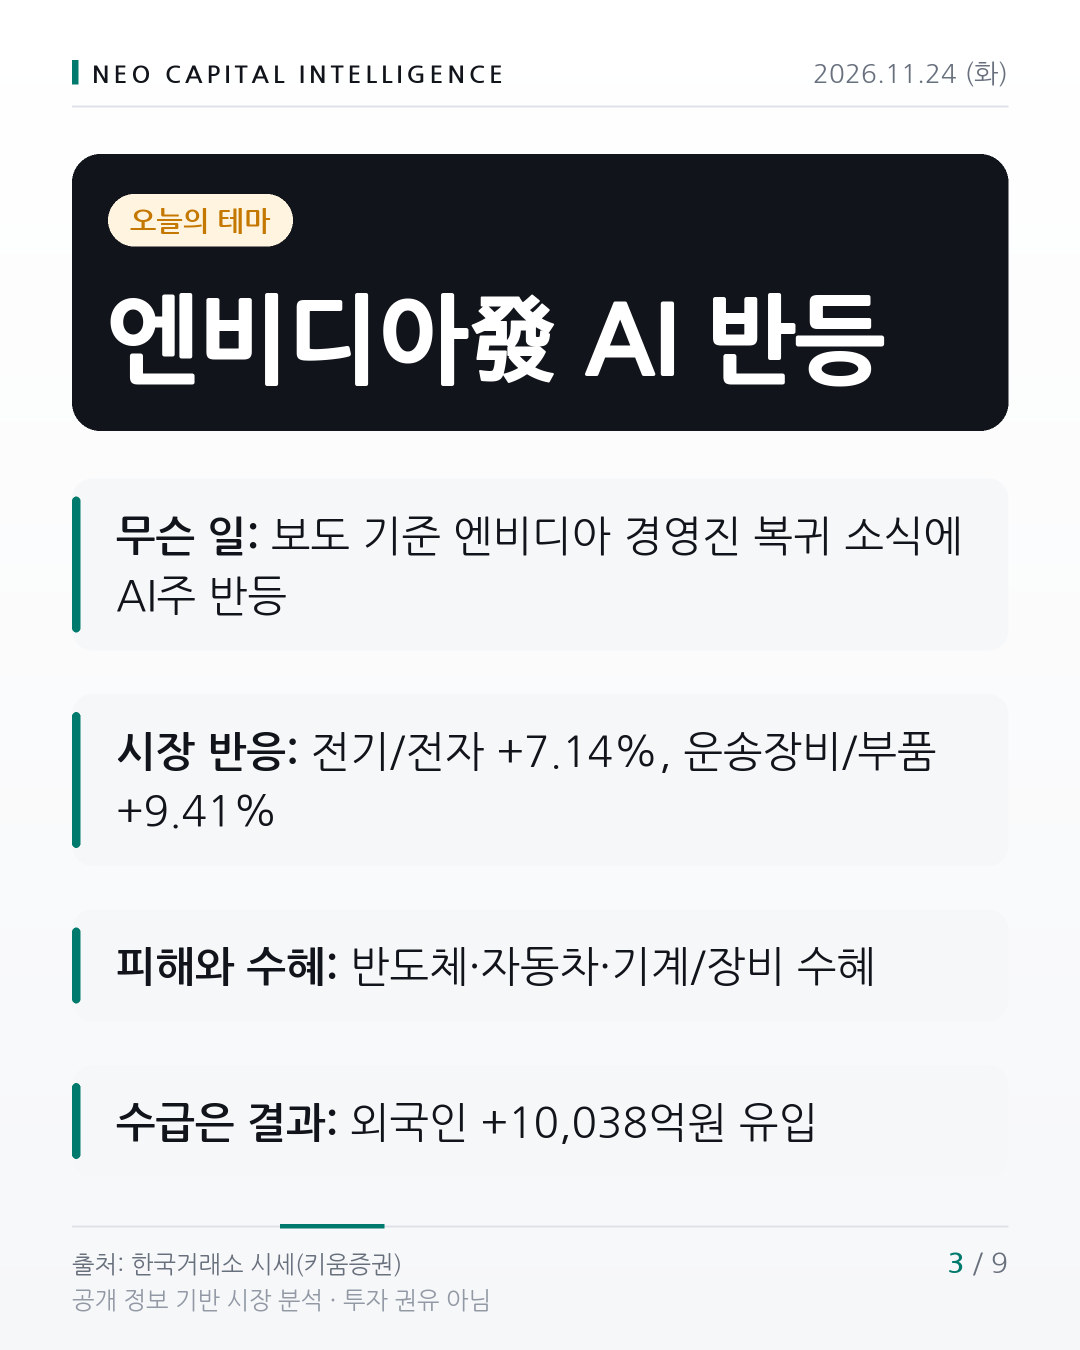 NEO CAPITAL INTELLIGENCE
2026.11.24 (화)
오늘의 테마
엔비디아發 AI 반등
무슨 일: 보도 기준 엔비디아 경영진 복귀 소식에
AI주 반등
시장 반응: 전기/전자 +7.14%, 운송장비/부품
+9.41%
피해와 수혜: 반도체·자동차·기계/장비 수혜
수급은 결과: 외국인 +10,038억원 유입
출처: 한국거래소 시세(키움증권)
3 / 9
공개 정보 기반 시장 분석 · 투자 권유 아님